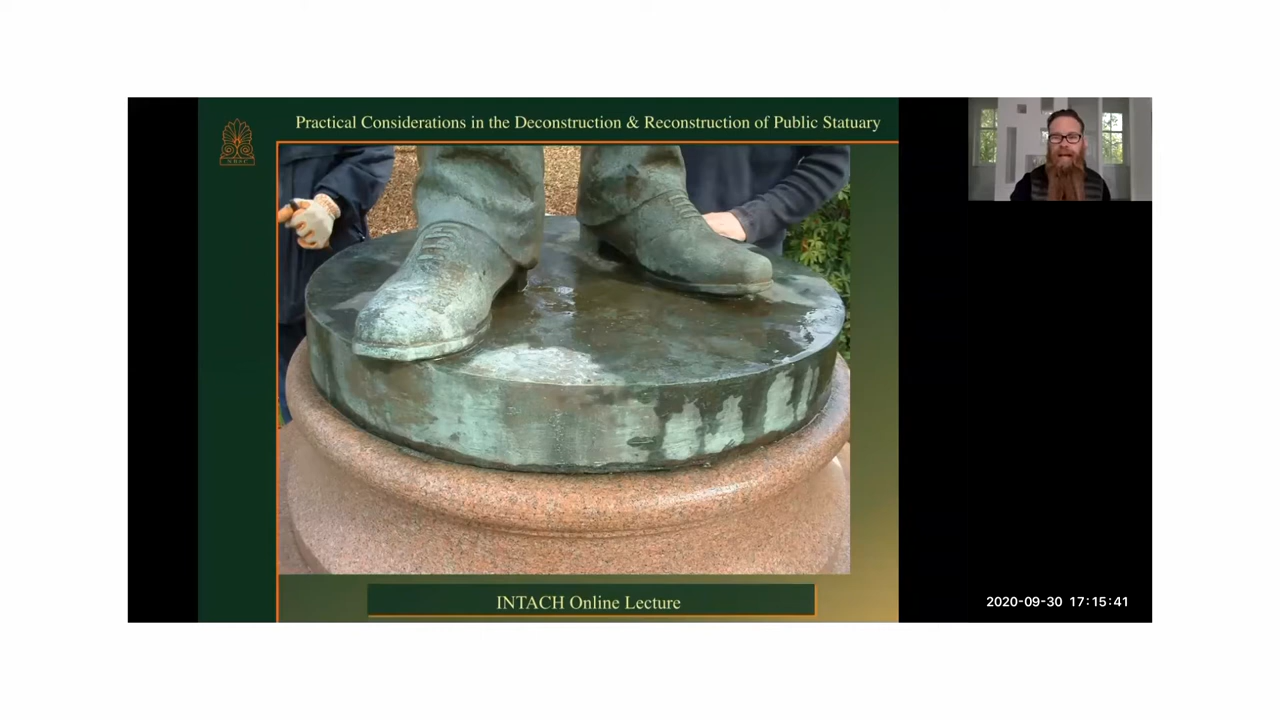 Practical Considerations in the Deconstruction & Reconstruction of Public Statuary
INTACH Online Lecture
2020-09-30 17:15:41